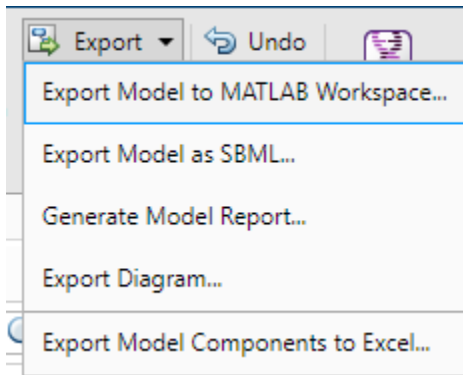 Export Undo
Export Model to MATLAB Workspace...
Export Model as SBML...
Generate Model Report...
Export Diagram...
Export Model Components to Excel...